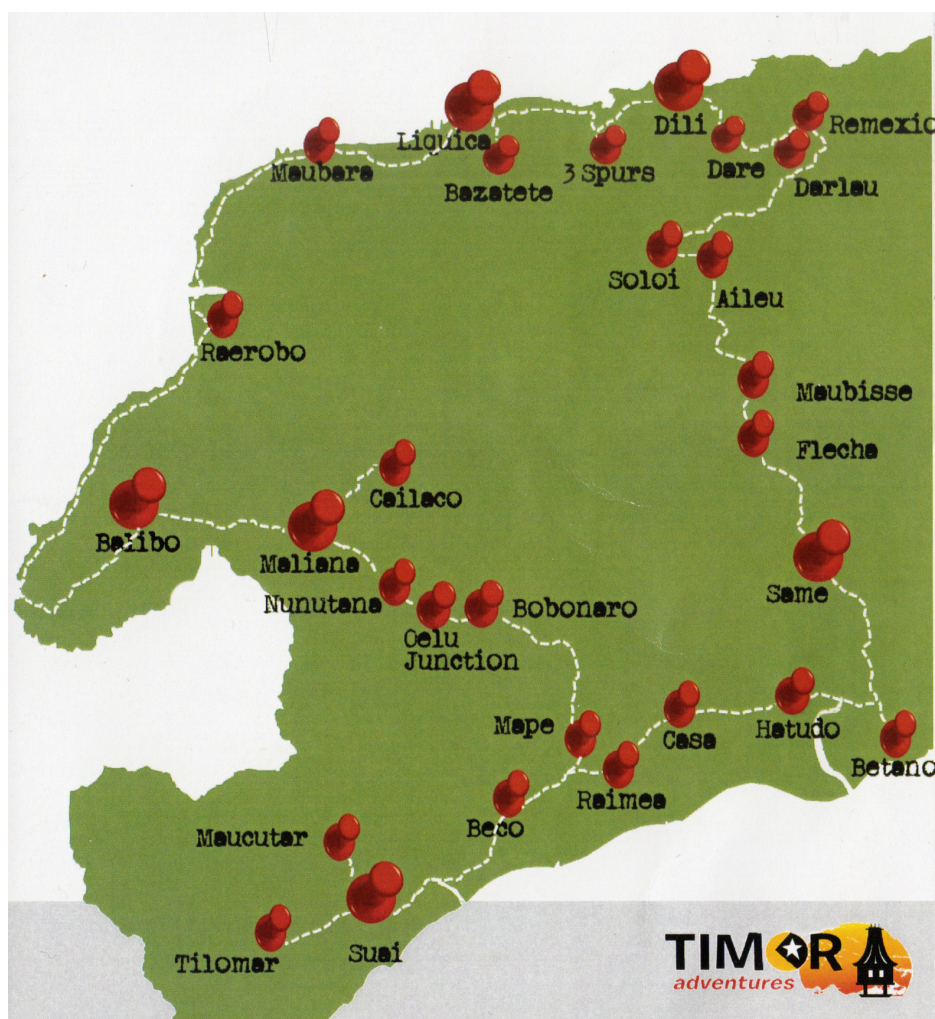 Dili
Remexio
Liquica
3 Spurs
Dare
Maubara
Bazatete
Darlau
Soloi
Aileu
Raerobo
Maubisse
Flecha
Cailaco
Balibo
Maliana
Same
Nunutana
Bobonaro
Oelu
Junction
Mape
Casa
Hatudo
Betano
Raimea
Beco
Maucutar
Suai
Tilomar
TIMOR
adventures